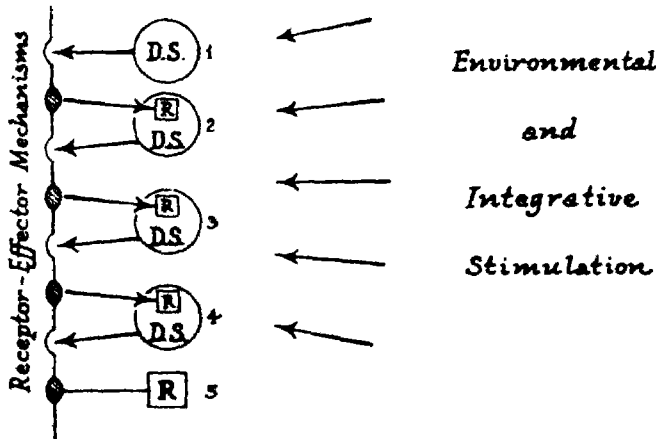 Receptor-Effector Mechanisms
D.S. 1
R 2
D.S.
R
D.S. 3
R
D.S. 4
R 5
Environmental
and
Integrative
Stimulation